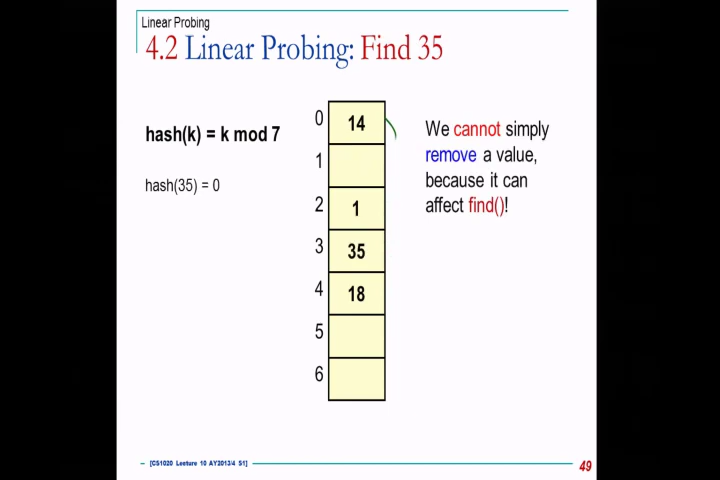 Linear Probing
4.2 Linear Probing: Find 35
hash(k) = k mod 7
hash(35) = 0
0 14
1
2 1
3 35
4 18
5
6
We cannot simply
remove a value,
because it can
affect find()!
[CS1020 Lecture 10 AY2013/4 S1]
49